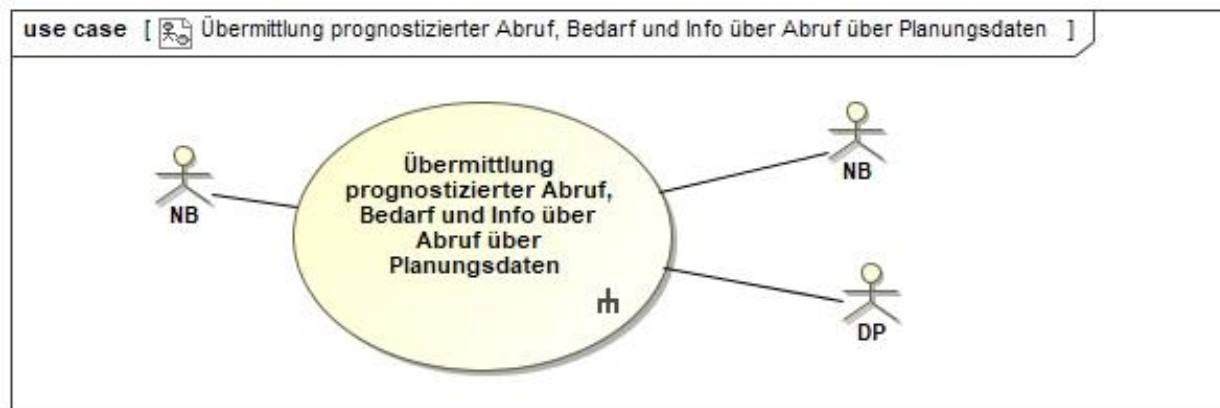 use case [ Übermittlung prognostizierter Abruf, Bedarf und Info über Abruf über Planungsdaten ]
Übermittlung
prognostizierter Abruf,
Bedarf und Info über
Abruf über
Planungsdaten
NB
NB
DP